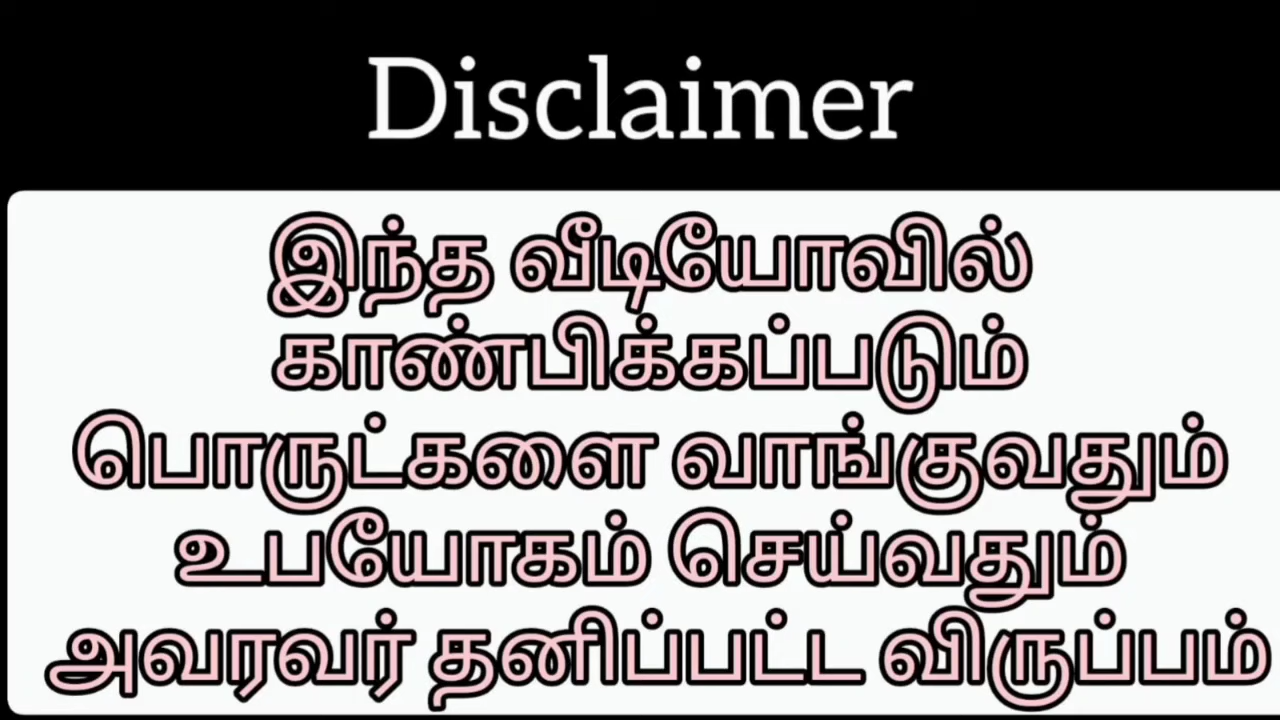 Disclaimer
இந்த வீடியோவில்
காண்பிக்கப்படும்
பொருட்களை வாங்குவதும்
உபயோகம் செய்வதும்
அவரவர் தனிப்பட்ட விருப்பம்